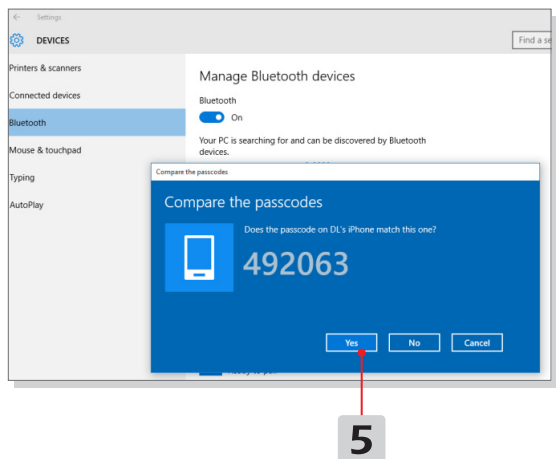 ← Settings
DEVICES
Find a se
Printers & scanners
Connected devices
Bluetooth
Mouse & touchpad
Typing
AutoPlay
Manage Bluetooth devices
Bluetooth
On
Your PC is searching for and can be discovered by Bluetooth
devices.
Compare the passcodes
Compare the passcodes
Does the passcode on DL's iPhone match this one?
492063
Yes No Cancel
5